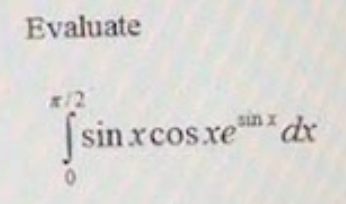 Evaluate
π/2
∫ sin x cos xe^sin x dx
0